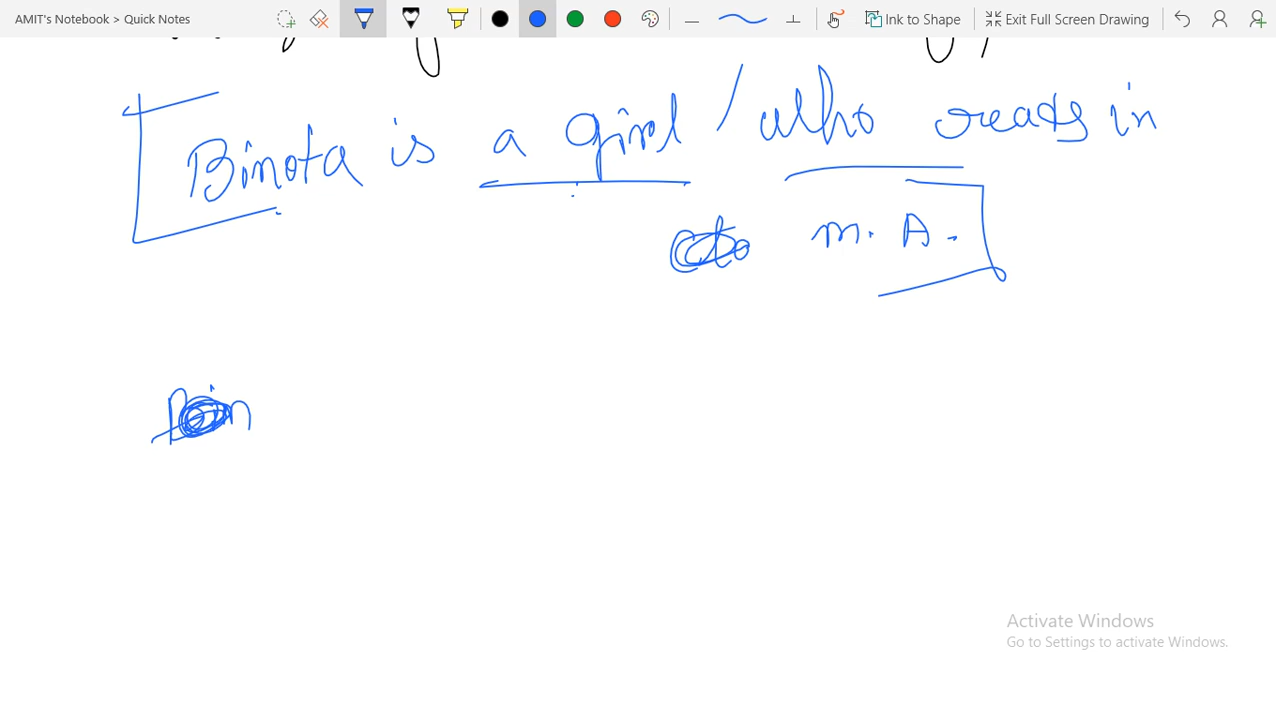 AMIT's Notebook > Quick Notes
Ink to Shape
Exit Full Screen Drawing
Binota is a girl / who reads in
M. A.
Activate Windows
Go to Settings to activate Windows.